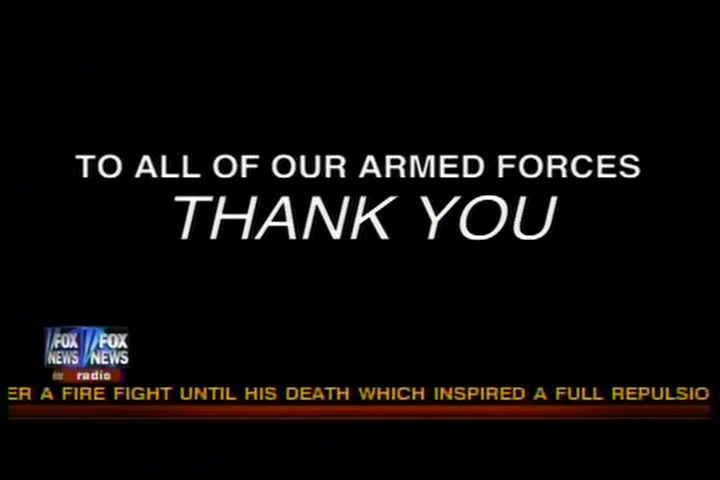 TO ALL OF OUR ARMED FORCES
THANK YOU
FOX FOX
NEWS NEWS
radio
ER A FIRE FIGHT UNTIL HIS DEATH WHICH INSPIRED A FULL REPULSIO